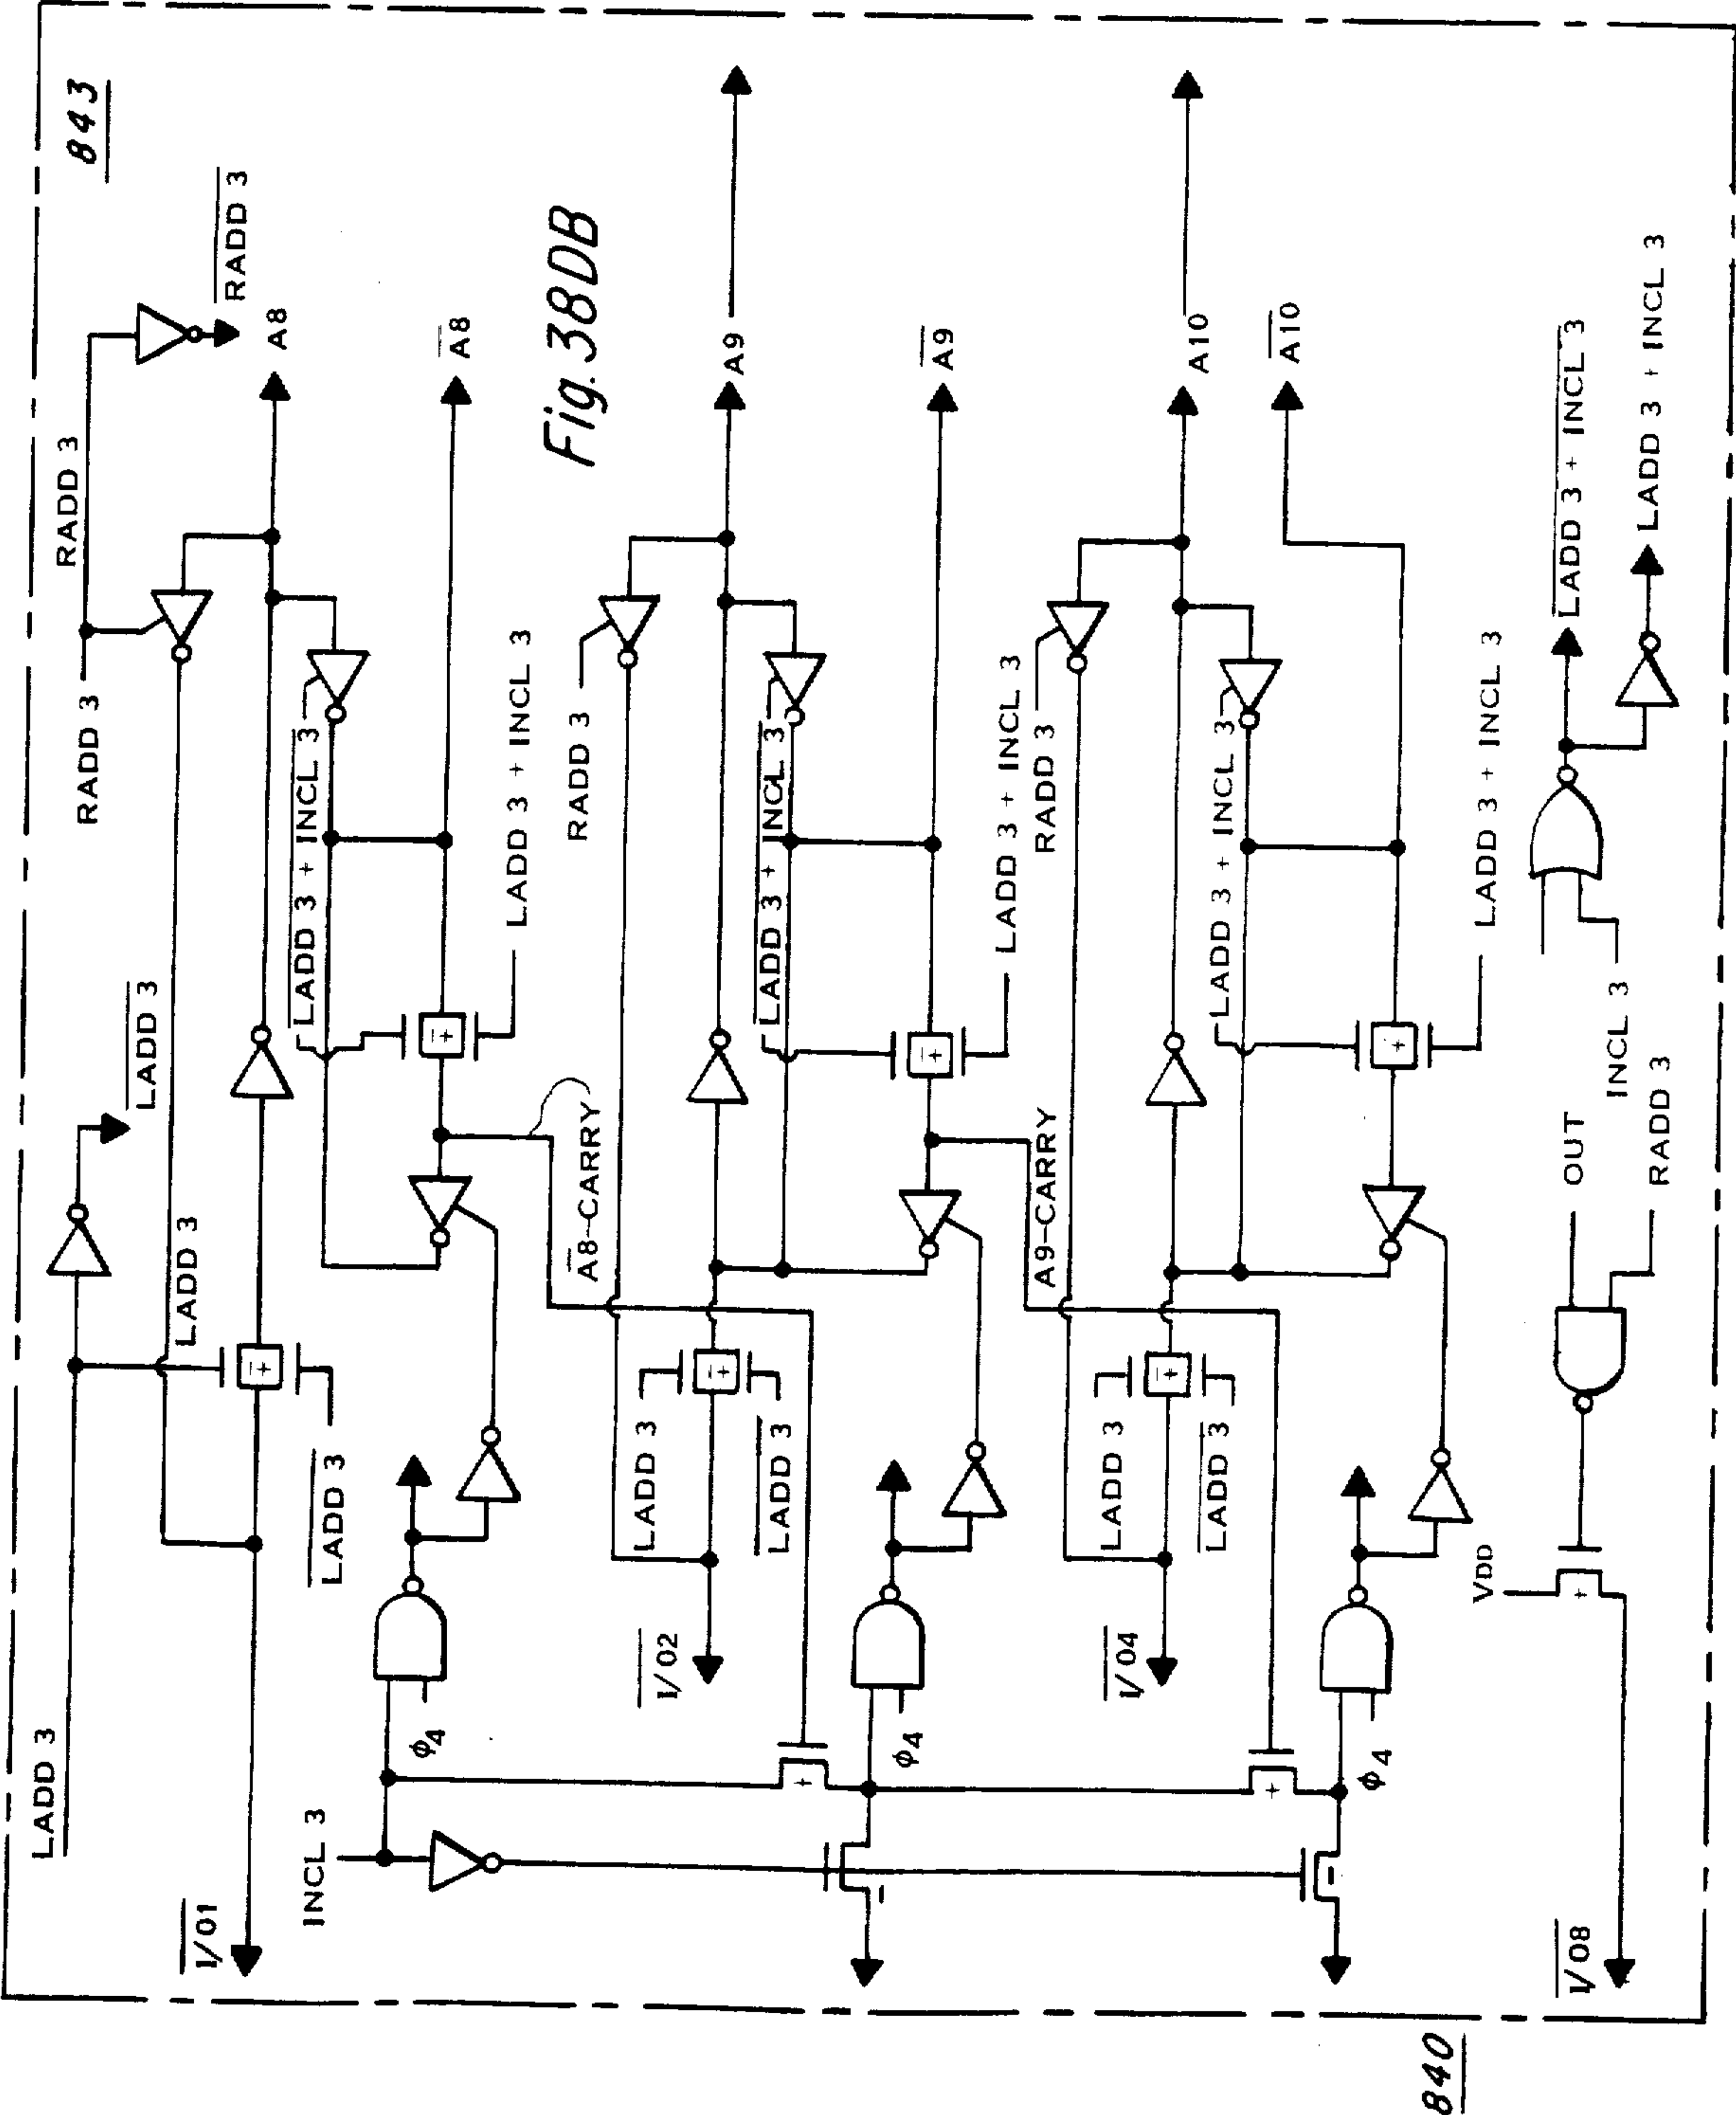 843
RADD 3
RADD 3
RADD 3
A8
A8
LADD 3
LADD 3
LADD 3
LADD 3
I/01
LADD 3 + INCL 3
LADD 3 + INCL 3
INCL 3
ϕ4
A8-CARRY
Fig. 38DB
RADD 3
A9
A9
LADD 3 + INCL 3
LADD 3 + INCL 3
LADD 3
LADD 3
I/02
ϕ4
A9-CARRY
RADD 3
A10
A10
LADD 3 + INCL 3
LADD 3 + INCL 3
LADD 3
LADD 3
I/04
ϕ4
VDD
I/08
OUT
RADD 3
INCL 3
LADD 3 + INCL 3
LADD 3 + INCL 3
840